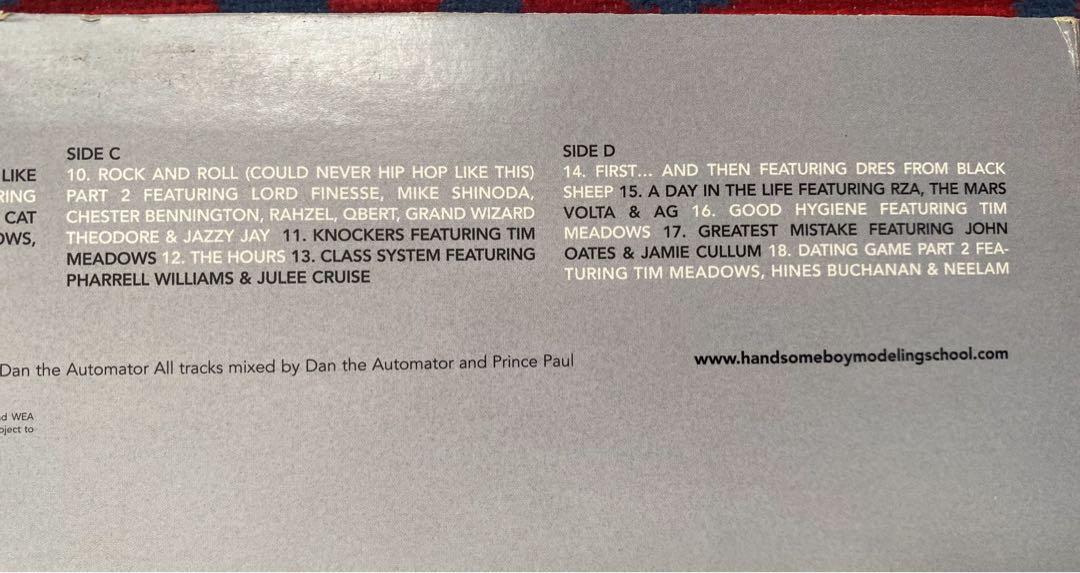 LIKE
RING
CAT
OWS,
SIDE C
10. ROCK AND ROLL (COULD NEVER HIP HOP LIKE THIS)
PART 2 FEATURING LORD FINESSE, MIKE SHINODA,
CHESTER BENNINGTON, RAHZEL, QBERT, GRAND WIZARD
THEODORE & JAZZY JAY 11. KNOCKERS FEATURING TIM
MEADOWS 12. THE HOURS 13. CLASS SYSTEM FEATURING
PHARRELL WILLIAMS & JULEE CRUISE
SIDE D
14. FIRST... AND THEN FEATURING DRES FROM BLACK
SHEEP 15. A DAY IN THE LIFE FEATURING RZA, THE MARS
VOLTA & AG 16. GOOD HYGIENE FEATURING TIM
MEADOWS 17. GREATEST MISTAKE FEATURING JOHN
OATES & JAMIE CULLUM 18. DATING GAME PART 2 FEA-
TURING TIM MEADOWS, HINES BUCHANAN & NEELAM
Dan the Automator All tracks mixed by Dan the Automator and Prince Paul
www.handsomeboymodelingschool.com
d WEA
bject to